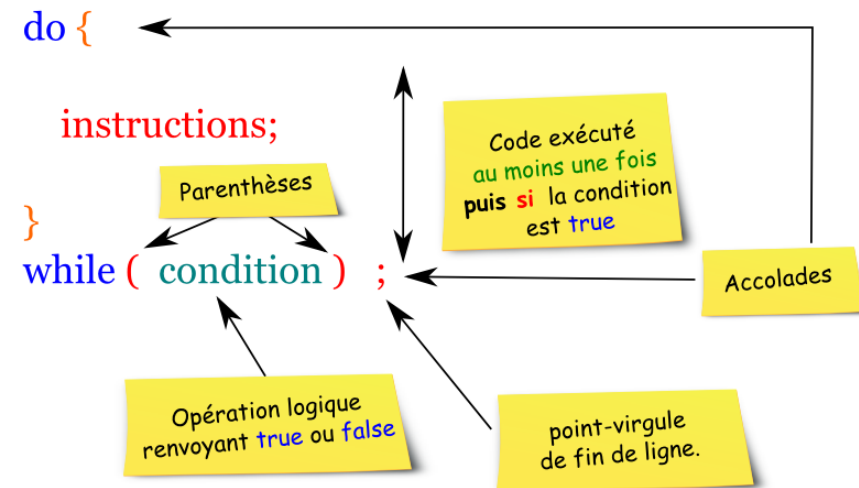 do {
instructions;
Code exécuté
au moins une fois
puis si la condition
est true
Parenthèses
}
while ( condition ) ;
Accolades
Opération logique
renvoyant true ou false
point-virgule
de fin de ligne.